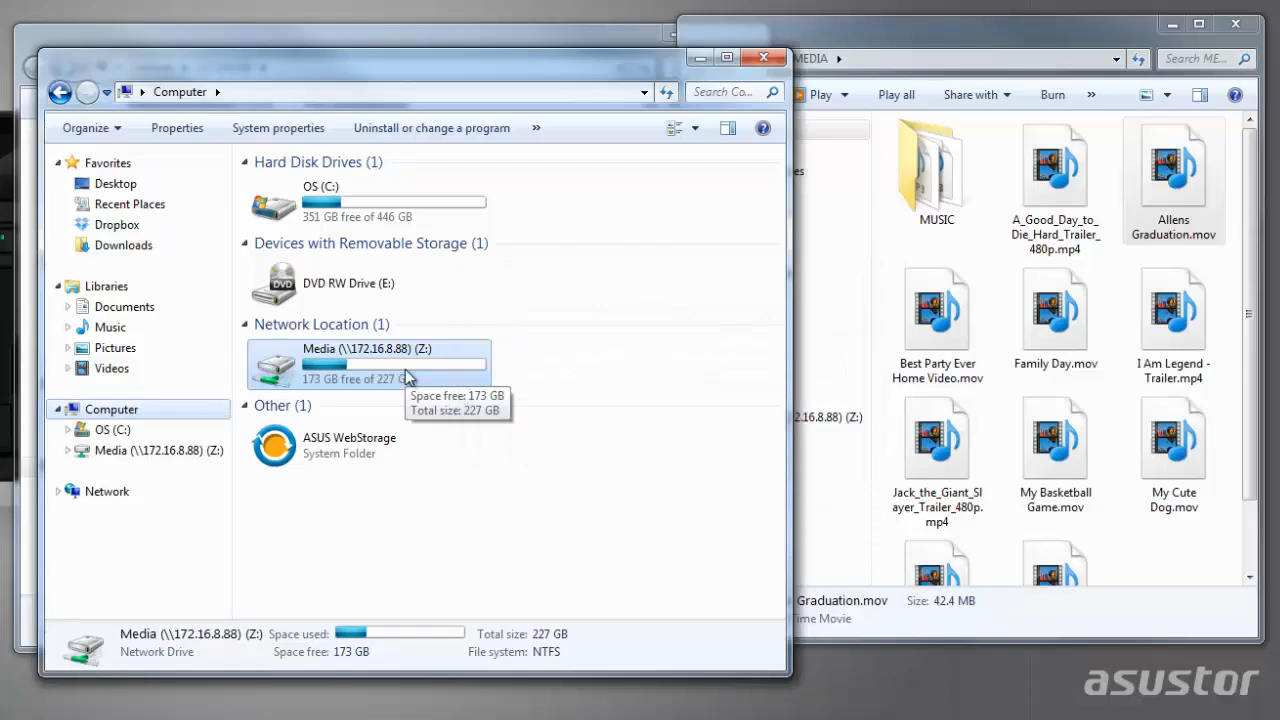 Computer
Search Co...
Organize
Properties
System properties
Uninstall or change a program
»
Favorites
Desktop
Recent Places
Dropbox
Downloads
Libraries
Documents
Music
Pictures
Videos
Computer
OS (C:)
Media (\\172.16.8.88) (Z:)
Network
Hard Disk Drives (1)
OS (C:)
351 GB free of 446 GB
Devices with Removable Storage (1)
DVD
DVD RW Drive (E:)
Network Location (1)
Media (\\172.16.8.88) (Z:)
173 GB free of 227 G
Space free: 173 GB
Total size: 227 GB
Other (1)
ASUS WebStorage
System Folder
Media (\\172.16.8.88) (Z:)
Space used:
Total size: 227 GB
Network Drive
Space free: 173 GB
File system: NTFS
MEDIA
Search ME...
Play
Play all
Share with
Burn
»
MUSIC
A_Good_Day_to_
Die_Hard_Trailer_
480p.mp4
Allens
Graduation.mov
Best Party Ever
Home Video.mov
Family Day.mov
I Am Legend -
Trailer.mp4
Jack_the_Giant_Sl
ayer_Trailer_480p.
mp4
My Basketball
Game.mov
My Cute
Dog.mov
.16.8.88) (Z:)
Graduation.mov
Size: 42.4 MB
Time Movie
asustor